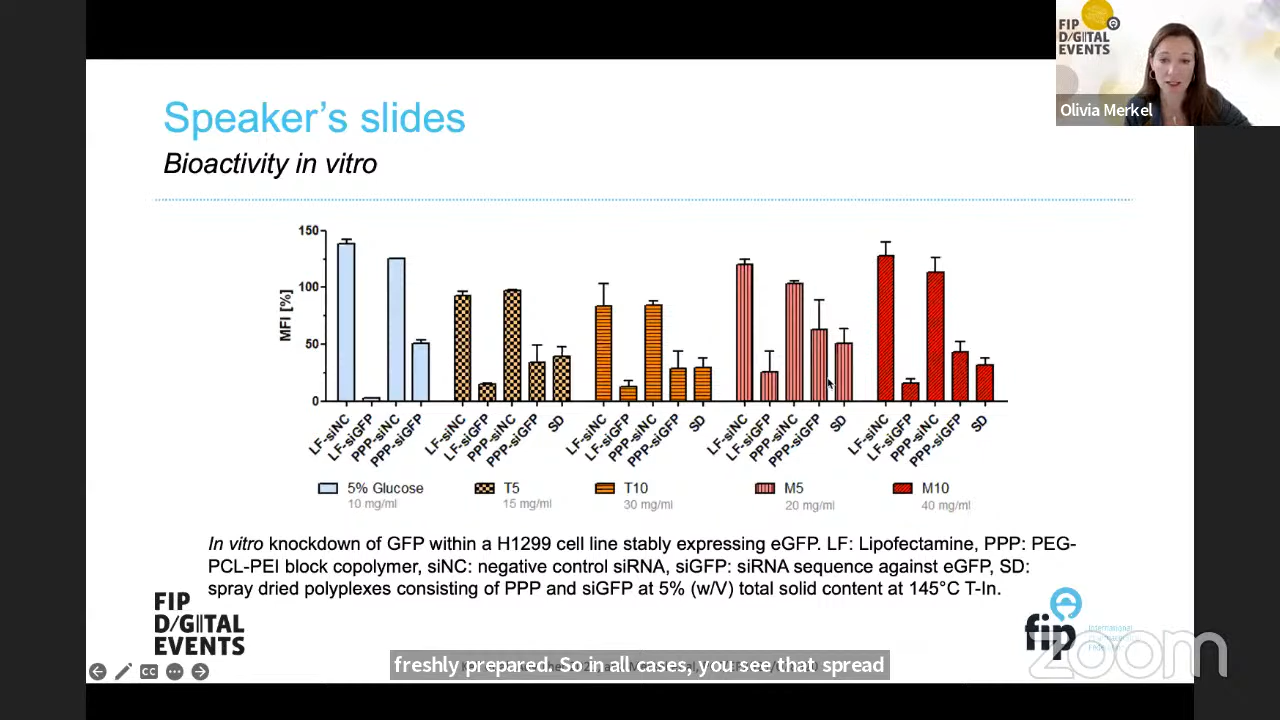 FIP
D/GITAL
EVENTS
Olivia Merkel
Speaker's slides
Bioactivity in vitro
MFI [%]
150
100
50
0
LF-siNC
LF-siGFP
PPP-siNC
PPP-siGFP
LF-siNC
LF-siGFP
PPP-siNC
PPP-siGFP
SD
LF-siNC
LF-siGFP
PPP-siNC
PPP-siGFP
SD
LF-siNC
LF-siGFP
PPP-siNC
PPP-siGFP
SD
LF-siNC
LF-siGFP
PPP-siNC
PPP-siGFP
SD
5% Glucose
10 mg/ml
T5
15 mg/ml
T10
30 mg/ml
M5
20 mg/ml
M10
40 mg/ml
In vitro knockdown of GFP within a H1299 cell line stably expressing eGFP. LF: Lipofectamine, PPP: PEG-
PCL-PEI block copolymer, siNC: negative control siRNA, siGFP: siRNA sequence against eGFP, SD:
spray dried polyplexes consisting of PPP and siGFP at 5% (w/V) total solid content at 145°C T-In.
FIP
D/GITAL
EVENTS
fip
zoom
CC
freshly prepared. So in all cases, you see that spread